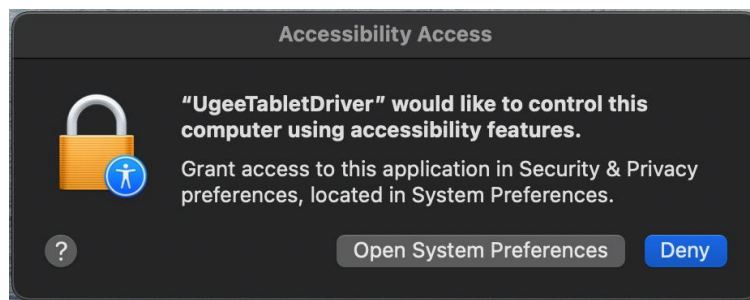 Accessibility Access
“UgeeTabletDriver” would like to control this
computer using accessibility features.
Grant access to this application in Security & Privacy
preferences, located in System Preferences.
?
Open System Preferences
Deny